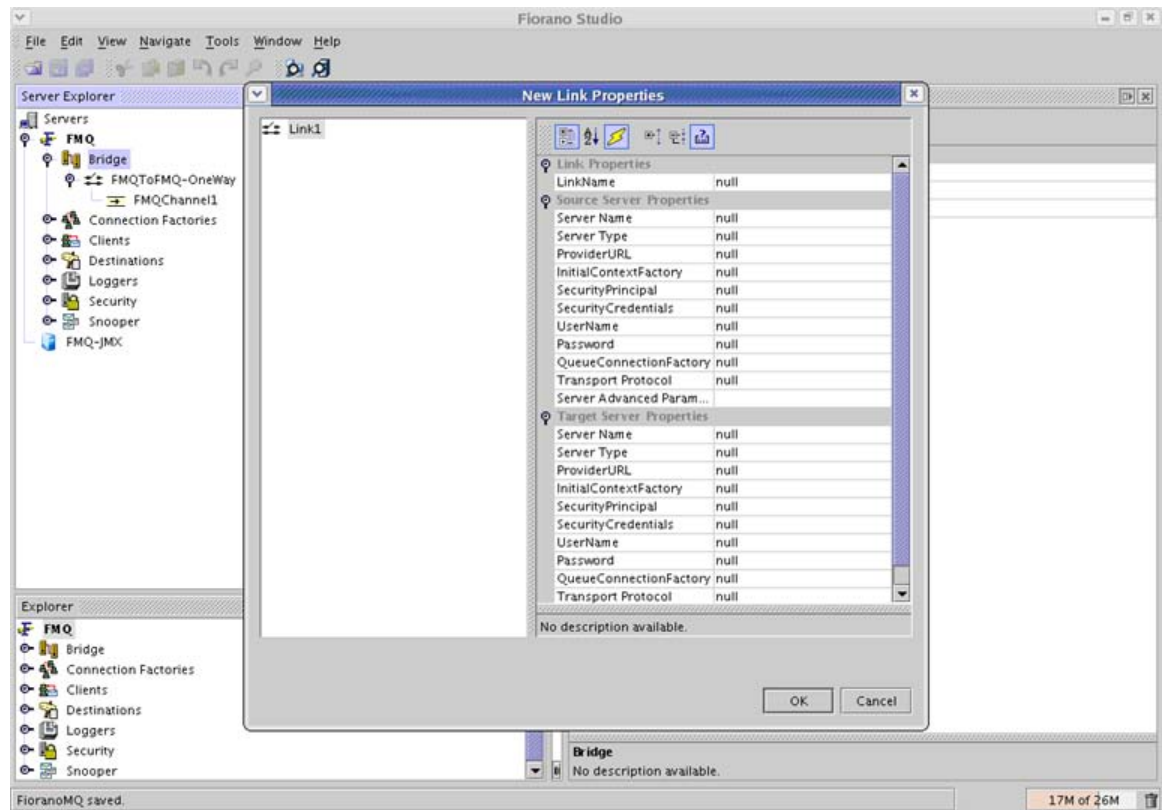 Fiorano Studio
File Edit View Navigate Tools Window Help
Server Explorer
Servers
FMQ
Bridge
FMQToFMQ-OneWay
FMQChannel1
Connection Factories
Clients
Destinations
Loggers
Security
Snooper
FMQ-JMX
Explorer
FMQ
Bridge
Connection Factories
Clients
Destinations
Loggers
Security
Snooper
New Link Properties
Link1
Link Properties
LinkName null
Source Server Properties
Server Name null
Server Type null
ProviderURL null
InitialContextFactory null
SecurityPrincipal null
SecurityCredentials null
UserName null
Password null
QueueConnectionFactory null
Transport Protocol null
Server Advanced Param...
Target Server Properties
Server Name null
Server Type null
ProviderURL null
InitialContextFactory null
SecurityPrincipal null
SecurityCredentials null
UserName null
Password null
QueueConnectionFactory null
Transport Protocol null
No description available.
OK Cancel
Bridge
No description available.
FioranoMQ saved.
17M of 26M